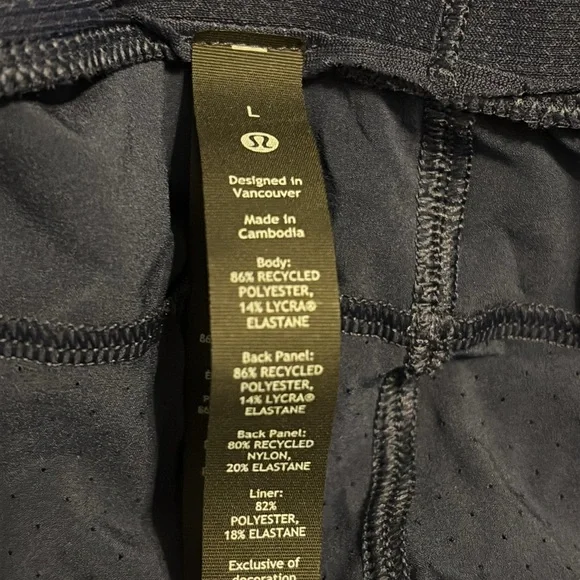 L
Designed in
Vancouver
Made in
Cambodia
Body:
86% RECYCLED
POLYESTER,
14% LYCRA®
ELASTANE
Back Panel:
86% RECYCLED
POLYESTER,
14% LYCRA®
ELASTANE
Back Panel:
80% RECYCLED
NYLON,
20% ELASTANE
Liner:
82%
POLYESTER,
18% ELASTANE
Exclusive of
decoration